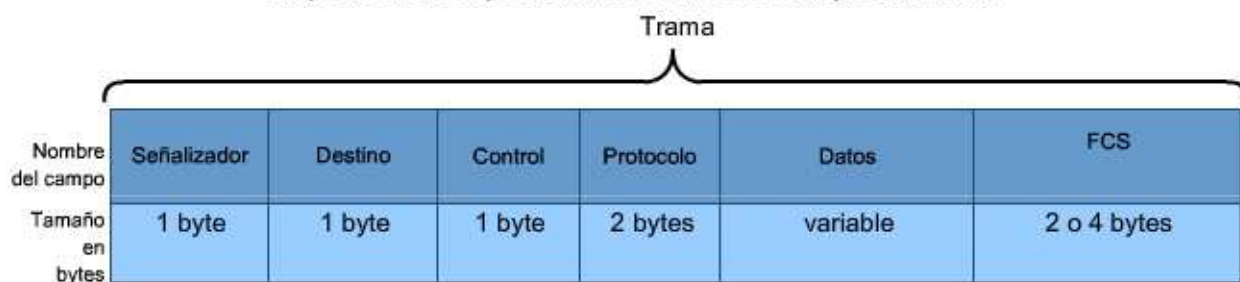 Trama
Nombre del campo
Señalizador
Destino
Control
Protocolo
Datos
FCS
Tamaño en bytes
1 byte
1 byte
1 byte
2 bytes
variable
2 o 4 bytes